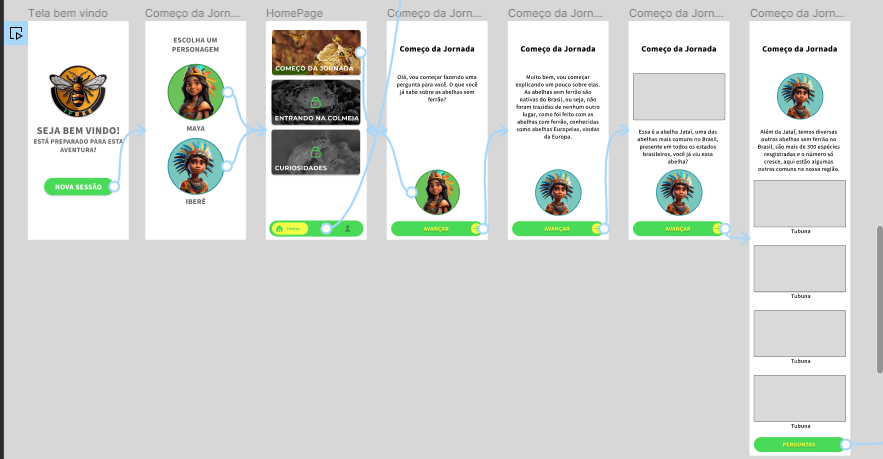 Tela bem vindo
Começo da Jorn...
HomePage
Começo da Jorn...
Começo da Jorn...
Começo da Jorn...
Começo da Jorn...
SEJA BEM VINDO!
ESTÁ PREPARADO PARA ESTA
AVENTURA?
NOVA SESSÃO
ESCOLHA UM
PERSONAGEM
MAYA
IBERÊ
COMEÇO DA JORNADA
ENTRANDO NA COLMEIA
CURIOSIDADES
Começo da Jornada
Olá, vou começar fazendo uma
pergunta para você. O que você
já sabe sobre as abelhas sem
ferrão?
AVANÇAR
Começo da Jornada
Muito bem, vou começar
explicando um pouco sobre elas.
As abelhas sem ferrão são
nativas do Brasil, ou seja, não
foram trazidas de nenhum outro
lugar, como foi feito com as
abelhas com ferrão, conhecidas
como abelhas Europeias, vindas
da Europa.
AVANÇAR
Começo da Jornada
Essa é a abelha Jataí, uma das
abelhas mais comuns no Brasil,
presente em todos os estados
brasileiros, você já viu essa
abelha?
AVANÇAR
Começo da Jornada
Além da Jataí, temos diversas
outras abelhas sem ferrão no
Brasil, são mais de 300 espécies
resgistradas e o número só
cresce, aqui estão algumas
outras comuns na nossa região.
Tubuna
Tubuna
Tubuna
Tubuna
PERGUNTAS